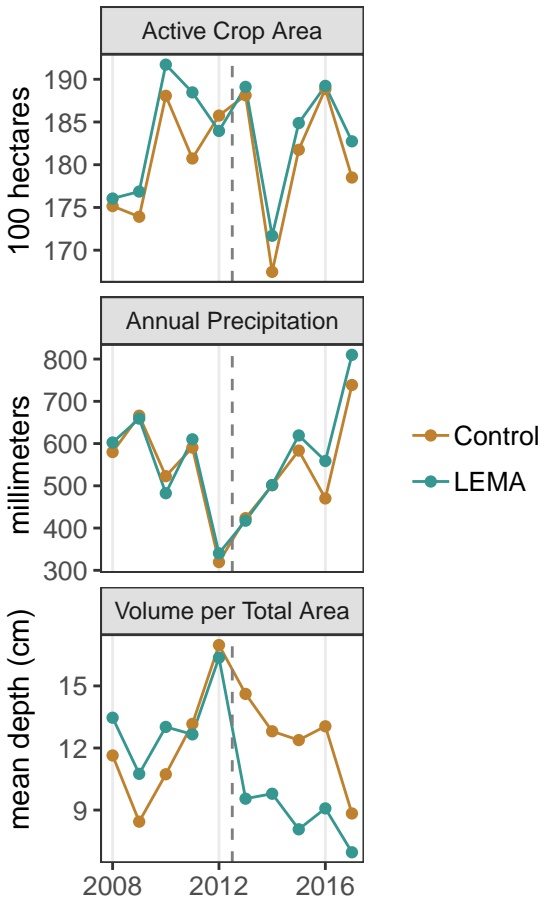 Active Crop Area
100 hectares
190
185
180
175
170
Annual Precipitation
millimeters
800
700
600
500
400
300
Control
LEMA
Volume per Total Area
mean depth (cm)
15
12
9
2008
2012
2016